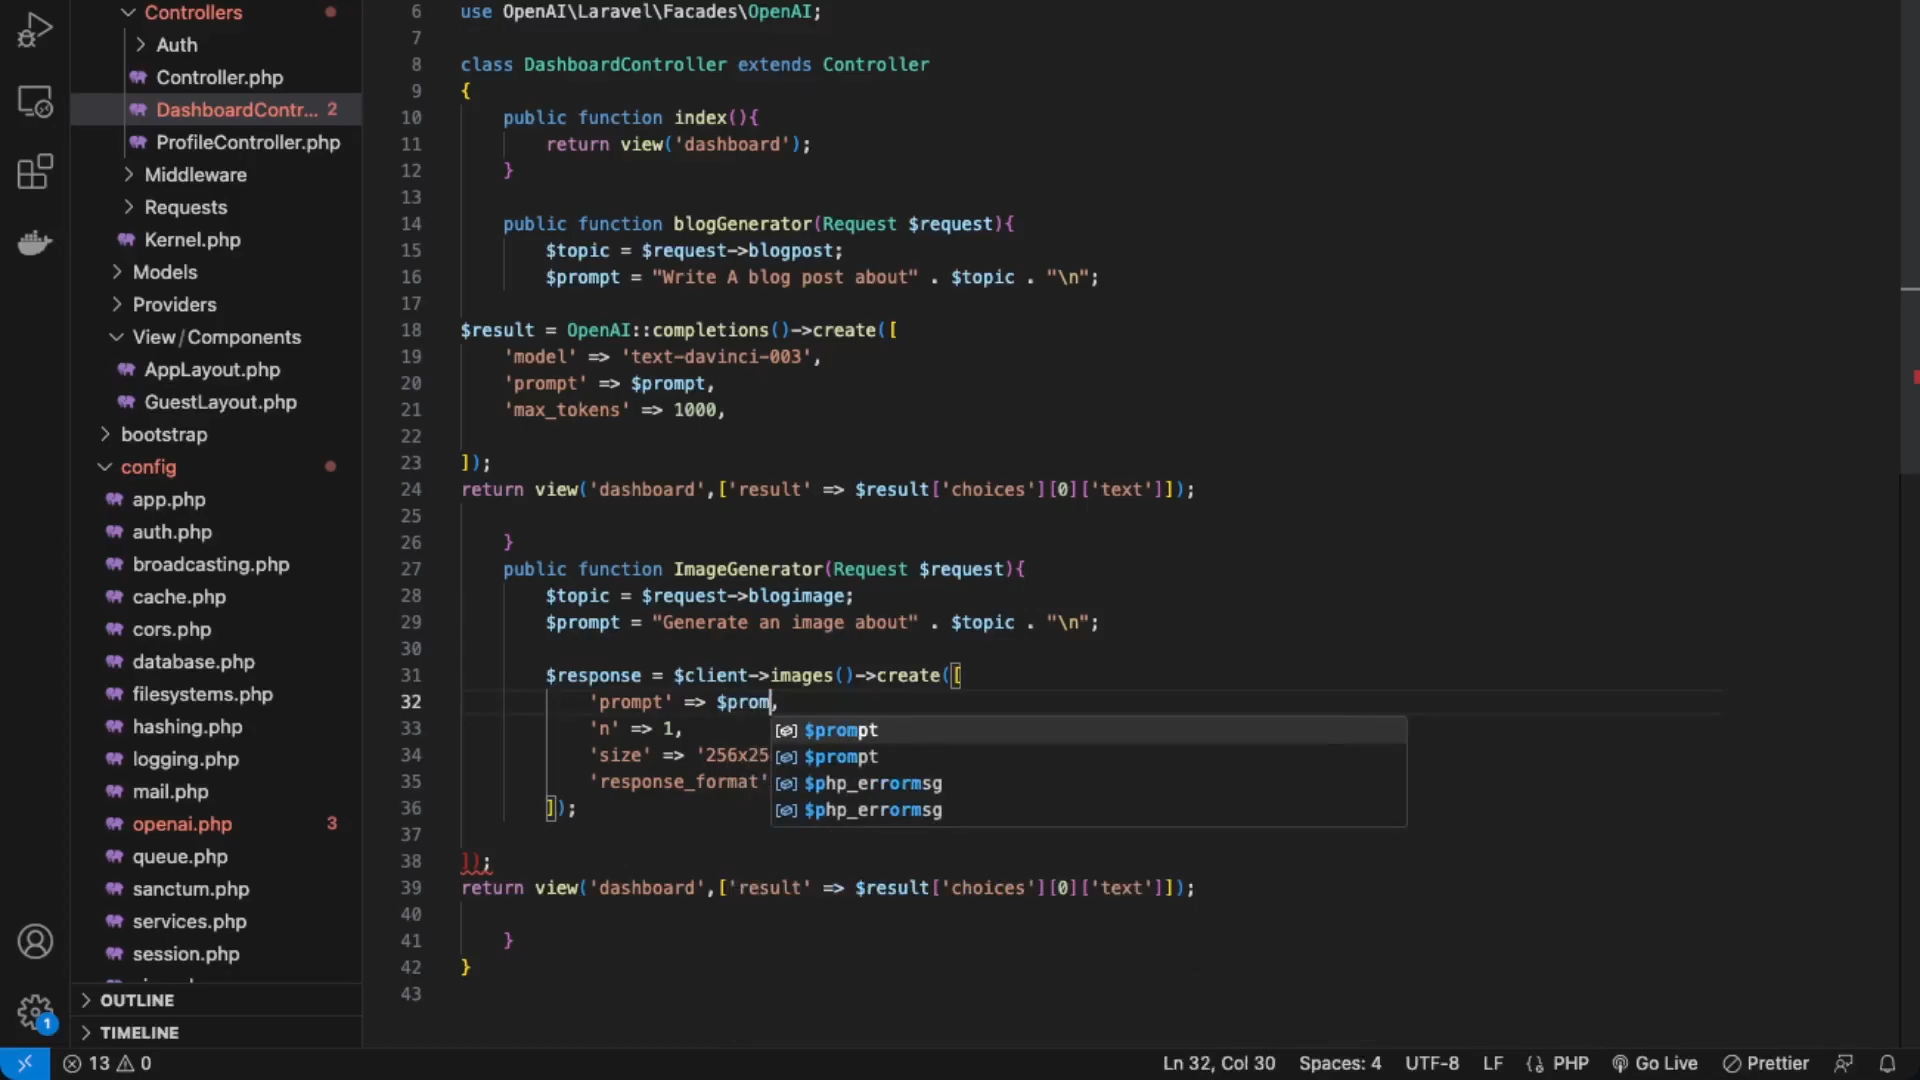 Controllers
Auth
Controller.php
DashboardContr... 2
ProfileController.php
Middleware
Requests
Kernel.php
Models
Providers
View/Components
AppLayout.php
GuestLayout.php
bootstrap
config
app.php
auth.php
broadcasting.php
cache.php
cors.php
database.php
filesystems.php
hashing.php
logging.php
mail.php
openai.php 3
queue.php
sanctum.php
services.php
session.php
OUTLINE
TIMELINE
1
6 use OpenAI\Laravel\Facades\OpenAI;
7
8 class DashboardController extends Controller
9 {
10 public function index(){
11 return view('dashboard');
12 }
13
14 public function blogGenerator(Request $request){
15 $topic = $request->blogpost;
16 $prompt = "Write A blog post about" . $topic . "\n";
17
18 $result = OpenAI::completions()->create([
19 'model' => 'text-davinci-003',
20 'prompt' => $prompt,
21 'max_tokens' => 1000,
22
23 ]);
24 return view('dashboard',['result' => $result['choices'][0]['text']]);
25
26 }
27 public function ImageGenerator(Request $request){
28 $topic = $request->blogimage;
29 $prompt = "Generate an image about" . $topic . "\n";
30
31 $response = $client->images()->create([
32 'prompt' => $prom,
33 'n' => 1,
34 'size' => '256x25
35 'response_format'
36 ]);
37
38 ]);
39 return view('dashboard',['result' => $result['choices'][0]['text']]);
40
41 }
42 }
43
$prompt
$prompt
$php_errormsg
$php_errormsg
13 0
Ln 32, Col 30 Spaces: 4 UTF-8 LF {} PHP Go Live Prettier